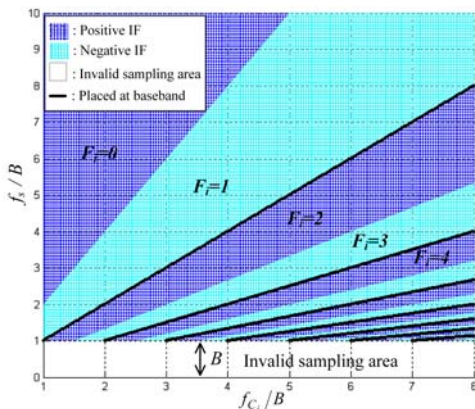 10
9
8
7
6
5
4
3
2
1
0
f_s/B
: Positive IF
: Negative IF
: Invalid sampling area
: Placed at baseband
F_i=0
F_i=1
F_i=2
F_i=3
F_i=4
B
Invalid sampling area
1 2 3 4 5 6 7 8
f_{C_i}/B